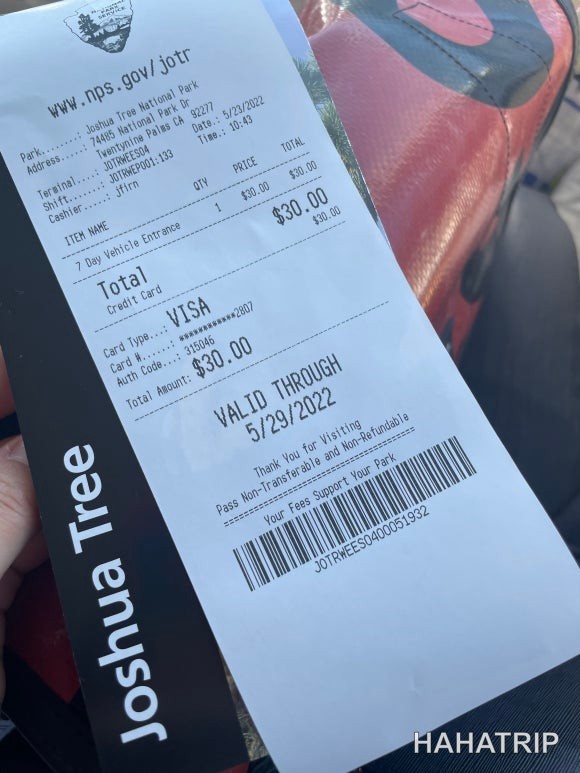 NATIONAL
PARK
SERVICE
www.nps.gov/jotr
Park.......: Joshua Tree National Park
Address....: 74485 National Park Dr
Twentynine Palms CA 92277
Terminal...: JOTRWEES04 Date.: 5/23/2022
Shift......: JOTRWEP001:133 Time.: 10:43
Cashier....: jfirn
ITEM NAME QTY PRICE TOTAL
7 Day Vehicle Entrance 1 $30.00 $30.00
Total $30.00
Credit Card $30.00
Card Type...: VISA
Card #......: ************2807
Auth Code...: 315046
Total Amount: $30.00
VALID THROUGH
5/29/2022
Thank You for Visiting
Pass Non-Transferable and Non-Refundable
Your Fees Support Your Park
JOTRWEES0400051932
Joshua Tree
HAHATRIP